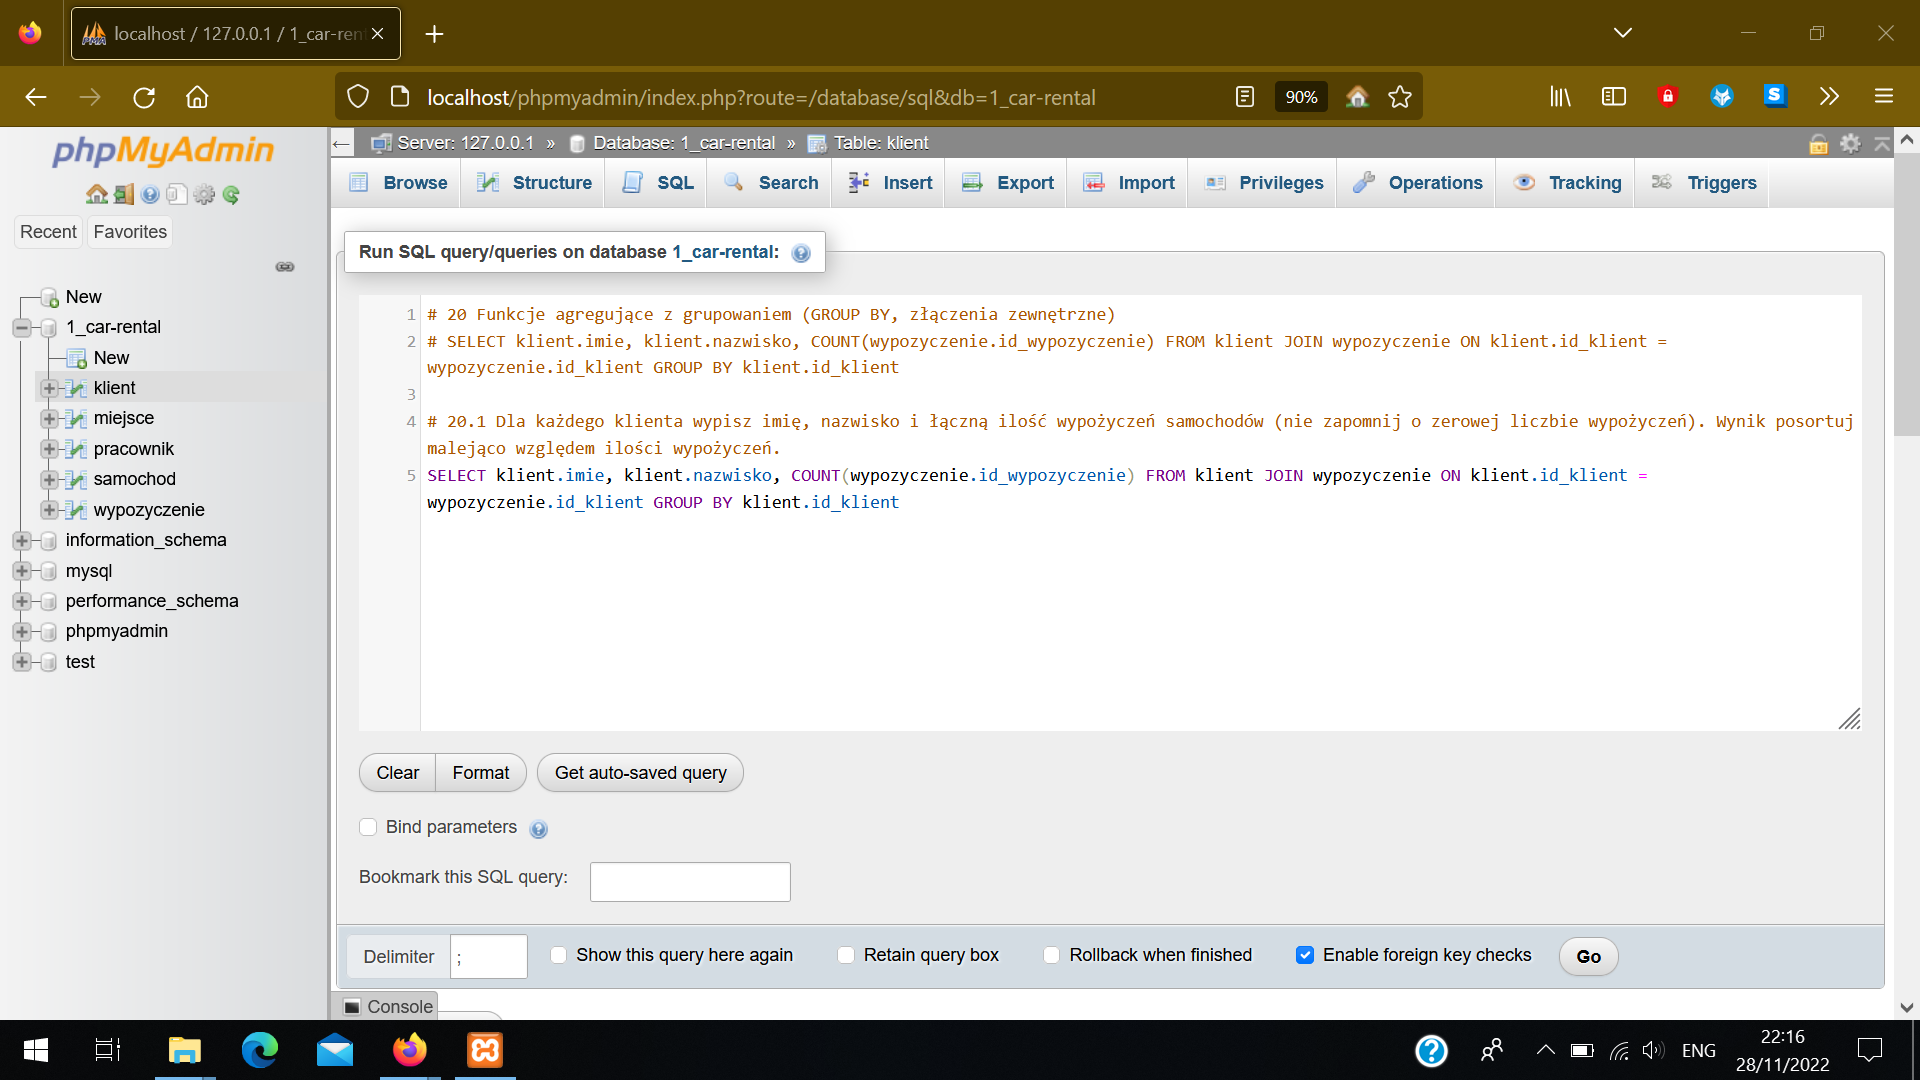 localhost / 127.0.0.1 / 1_car-ren
localhost/phpmyadmin/index.php?route=/database/sql&db=1_car-rental
90%
phpMyAdmin
Recent
Favorites
New
1_car-rental
New
klient
miejsce
pracownik
samochod
wypozyczenie
information_schema
mysql
performance_schema
phpmyadmin
test
Server: 127.0.0.1 » Database: 1_car-rental » Table: klient
Browse
Structure
SQL
Search
Insert
Export
Import
Privileges
Operations
Tracking
Triggers
Run SQL query/queries on database 1_car-rental:
1 # 20 Funkcje agregujące z grupowaniem (GROUP BY, złączenia zewnętrzne)
2 # SELECT klient.imie, klient.nazwisko, COUNT(wypozyczenie.id_wypozyczenie) FROM klient JOIN wypozyczenie ON klient.id_klient =
wypozyczenie.id_klient GROUP BY klient.id_klient
3
4 # 20.1 Dla każdego klienta wypisz imię, nazwisko i łączną ilość wypożyczeń samochodów (nie zapomnij o zerowej liczbie wypożyczeń). Wynik posortuj
malejąco względem ilości wypożyczeń.
5 SELECT klient.imie, klient.nazwisko, COUNT(wypozyczenie.id_wypozyczenie) FROM klient JOIN wypozyczenie ON klient.id_klient =
wypozyczenie.id_klient GROUP BY klient.id_klient
Clear
Format
Get auto-saved query
Bind parameters
Bookmark this SQL query:
Delimiter
;
Show this query here again
Retain query box
Rollback when finished
Enable foreign key checks
Go
Console
ENG
22:16
28/11/2022